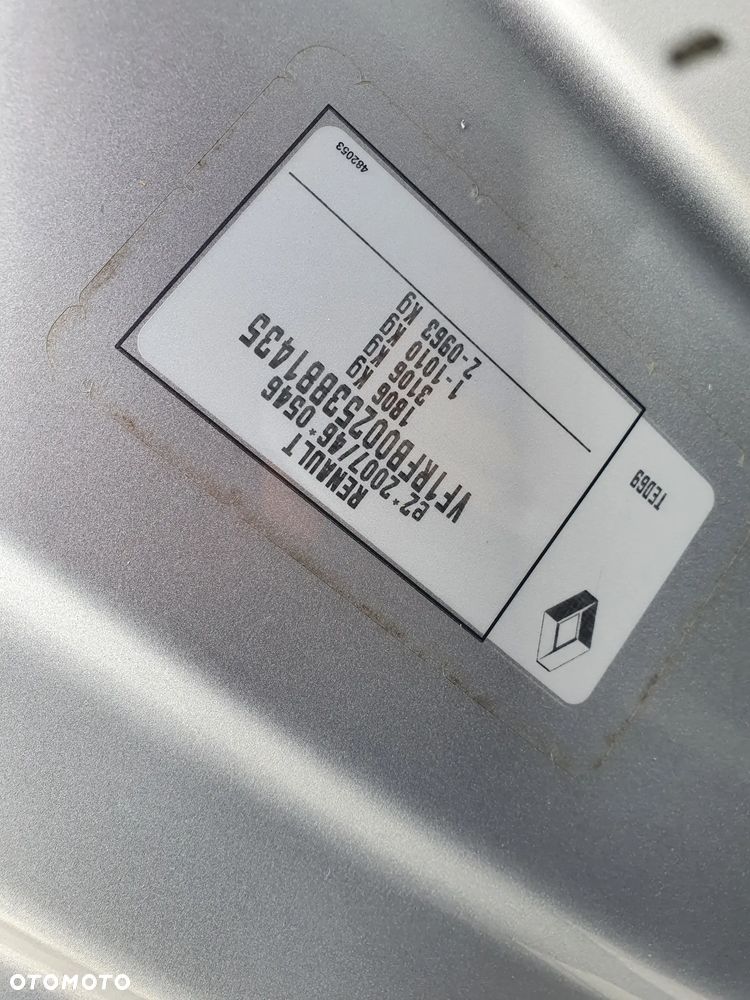 RENAULT
e2*2007/46*0546
VF1RFB00253881435
1806 Kg
3106 Kg
1-1010 Kg
2-0963 Kg
482053
TED69
OTOMOTO